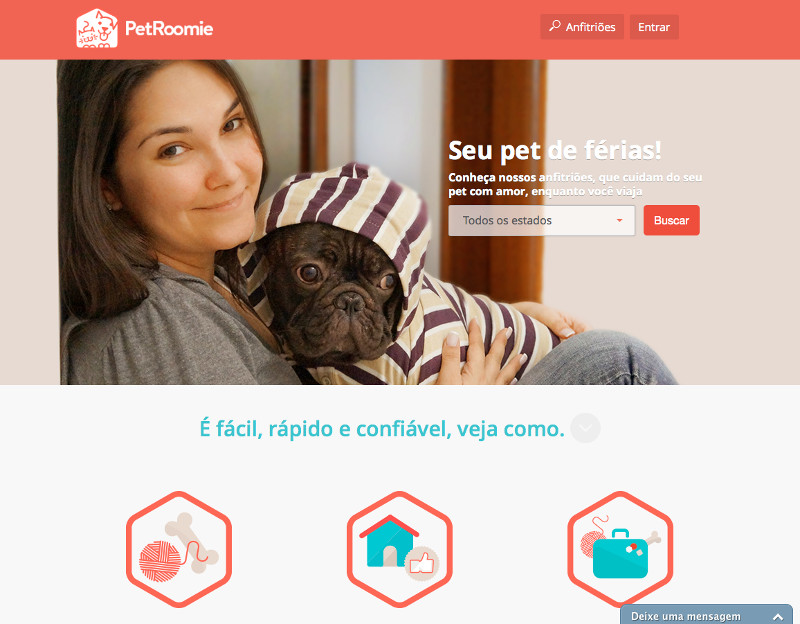 PetRoomie
Anfitriões
Entrar
Seu pet de férias!
Conheça nossos anfitriões, que cuidam do seu
pet com amor, enquanto você viaja
Todos os estados
Buscar
É fácil, rápido e confiável, veja como.
Deixe uma mensagem